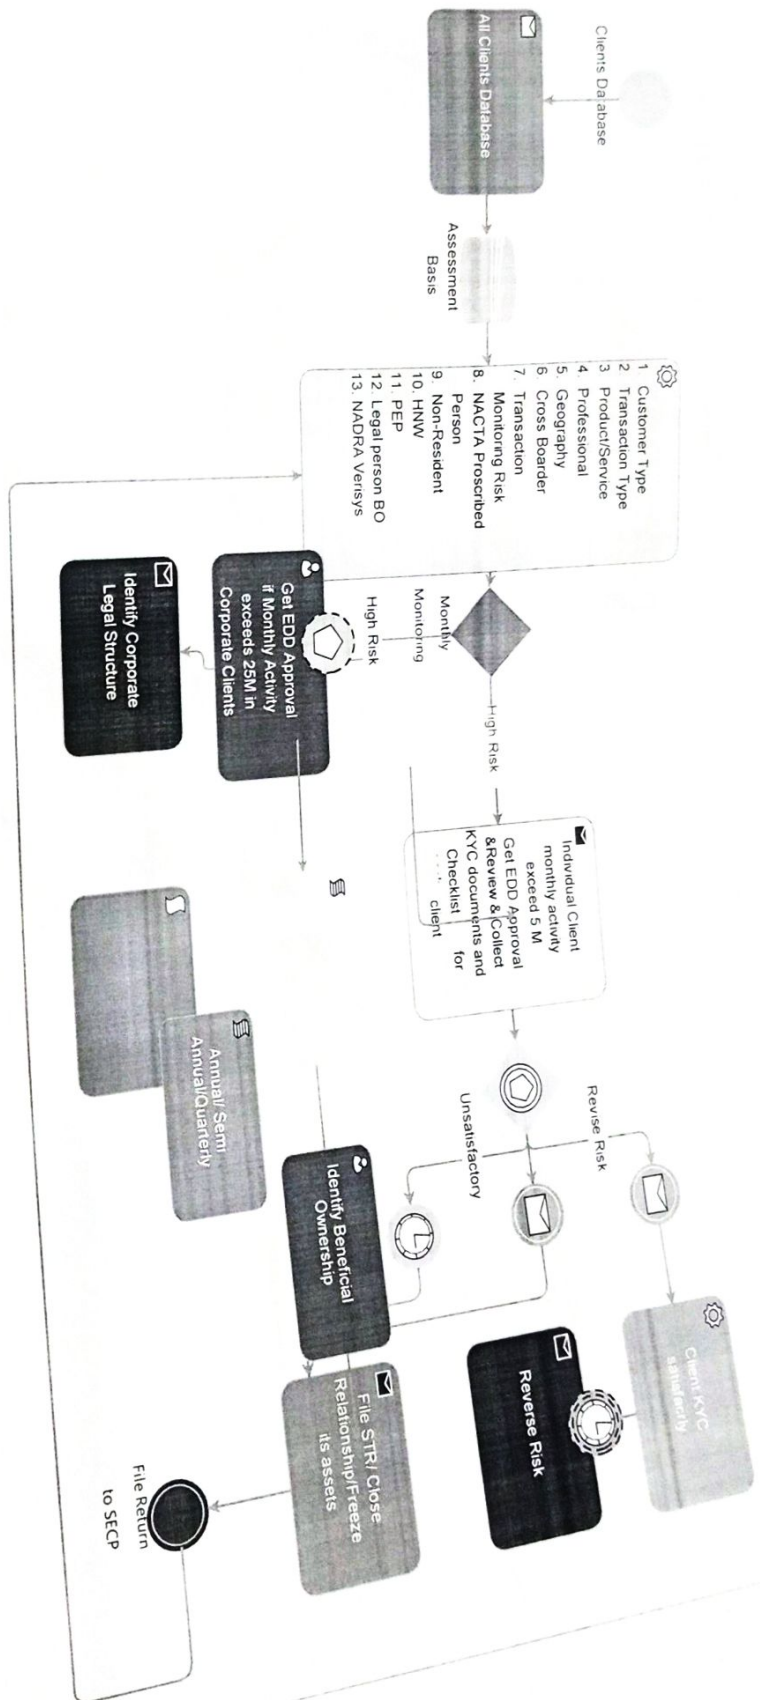 Clients Database
All Clients Database
Assessment
Basis
1 Customer Type
2 Transaction Type
3 Product/Service
4 Professional
5. Geography
6. Cross Boarder
7. Transaction
Monitoring Risk
8. NACTA Proscribed
Person
9. Non-Resident
10. HNW
11. PEP
12. Legal person BO
13. NADRA Verisys
High Risk
Monthly
Monitoring
High Risk
Get EDD Approval
if Monthly Activity
exceeds 25M in
Corporate Clients
Identify Corporate
Legal Structure
Individual Client
monthly activity
exceed 5 M
Get EDD Approval
&Review & Collect
KYC documents and
Checklist for
client
Revise Risk
Unsatisfactory
Client KYC
satisfactly
Reverse Risk
Identify Beneficial
Ownership
Annual/ Semi
Annual/Quarterly
File STR/ Close
Relationship/Freeze
its assets
File Return
to SECP